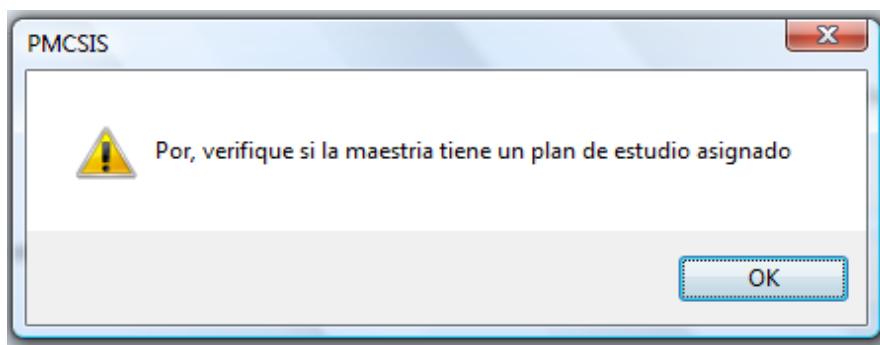 PMCSIS
Por, verifique si la maestria tiene un plan de estudio asignado
OK